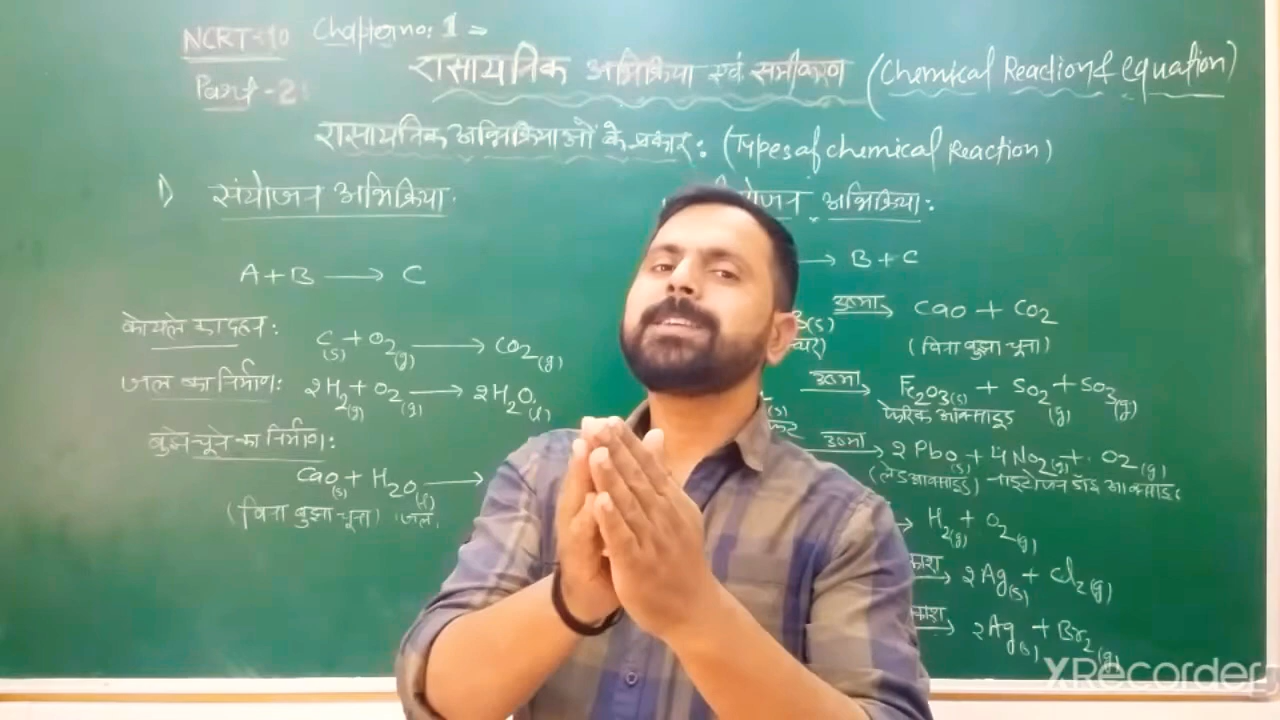 NCRT-10 Chapter no: 1 =
Part-2
रासायनिक अभिक्रिया एवं समीकरण (Chemical Reaction & equation)
रासायनिक अभिक्रियाओं के प्रकार: (Types of chemical Reaction)
1) संयोजन अभिक्रिया. अभिक्रिया:
A + B ⟶ C ⟶ B + C
ऊष्मा Cao + CO₂
(बिना बुझा चूना)
कोयले का दहन: C(s) + O₂(g) ⟶ CO₂(g)
जल का निर्माण: 2H₂(g) + O₂(g) ⟶ 2H₂O(l) ऊष्मा Fe₂O₃(s) + SO₂(g) + SO₃(g)
फेरिक ऑक्साइड
बुझे चूने का निर्माण: ऊष्मा 2 Pbo(s) + 4NO₂(g) + O₂(g)
(लेड ऑक्साइड) नाइट्रोजन डाइ आक्साइड
Cao(s) + H₂O(l) ⟶
(बिना बुझा चूना) जल. H₂(g) + O₂(g)
2Ag(s) + Cl₂(g)
2Ag(s) + Br₂(g)
XRecorder